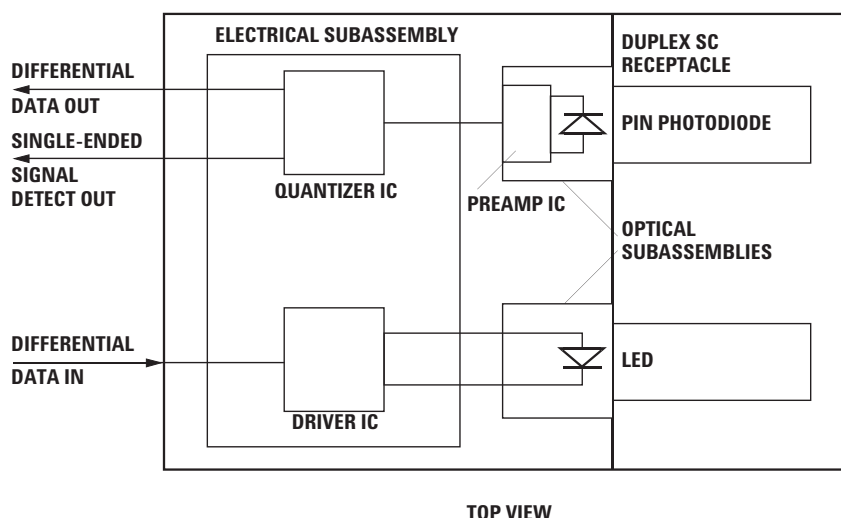 ELECTRICAL SUBASSEMBLY
DUPLEX SC
RECEPTACLE
DIFFERENTIAL
DATA OUT
SINGLE-ENDED
SIGNAL
DETECT OUT
QUANTIZER IC
PREAMP IC
PIN PHOTODIODE
OPTICAL
SUBASSEMBLIES
DIFFERENTIAL
DATA IN
DRIVER IC
LED
TOP VIEW